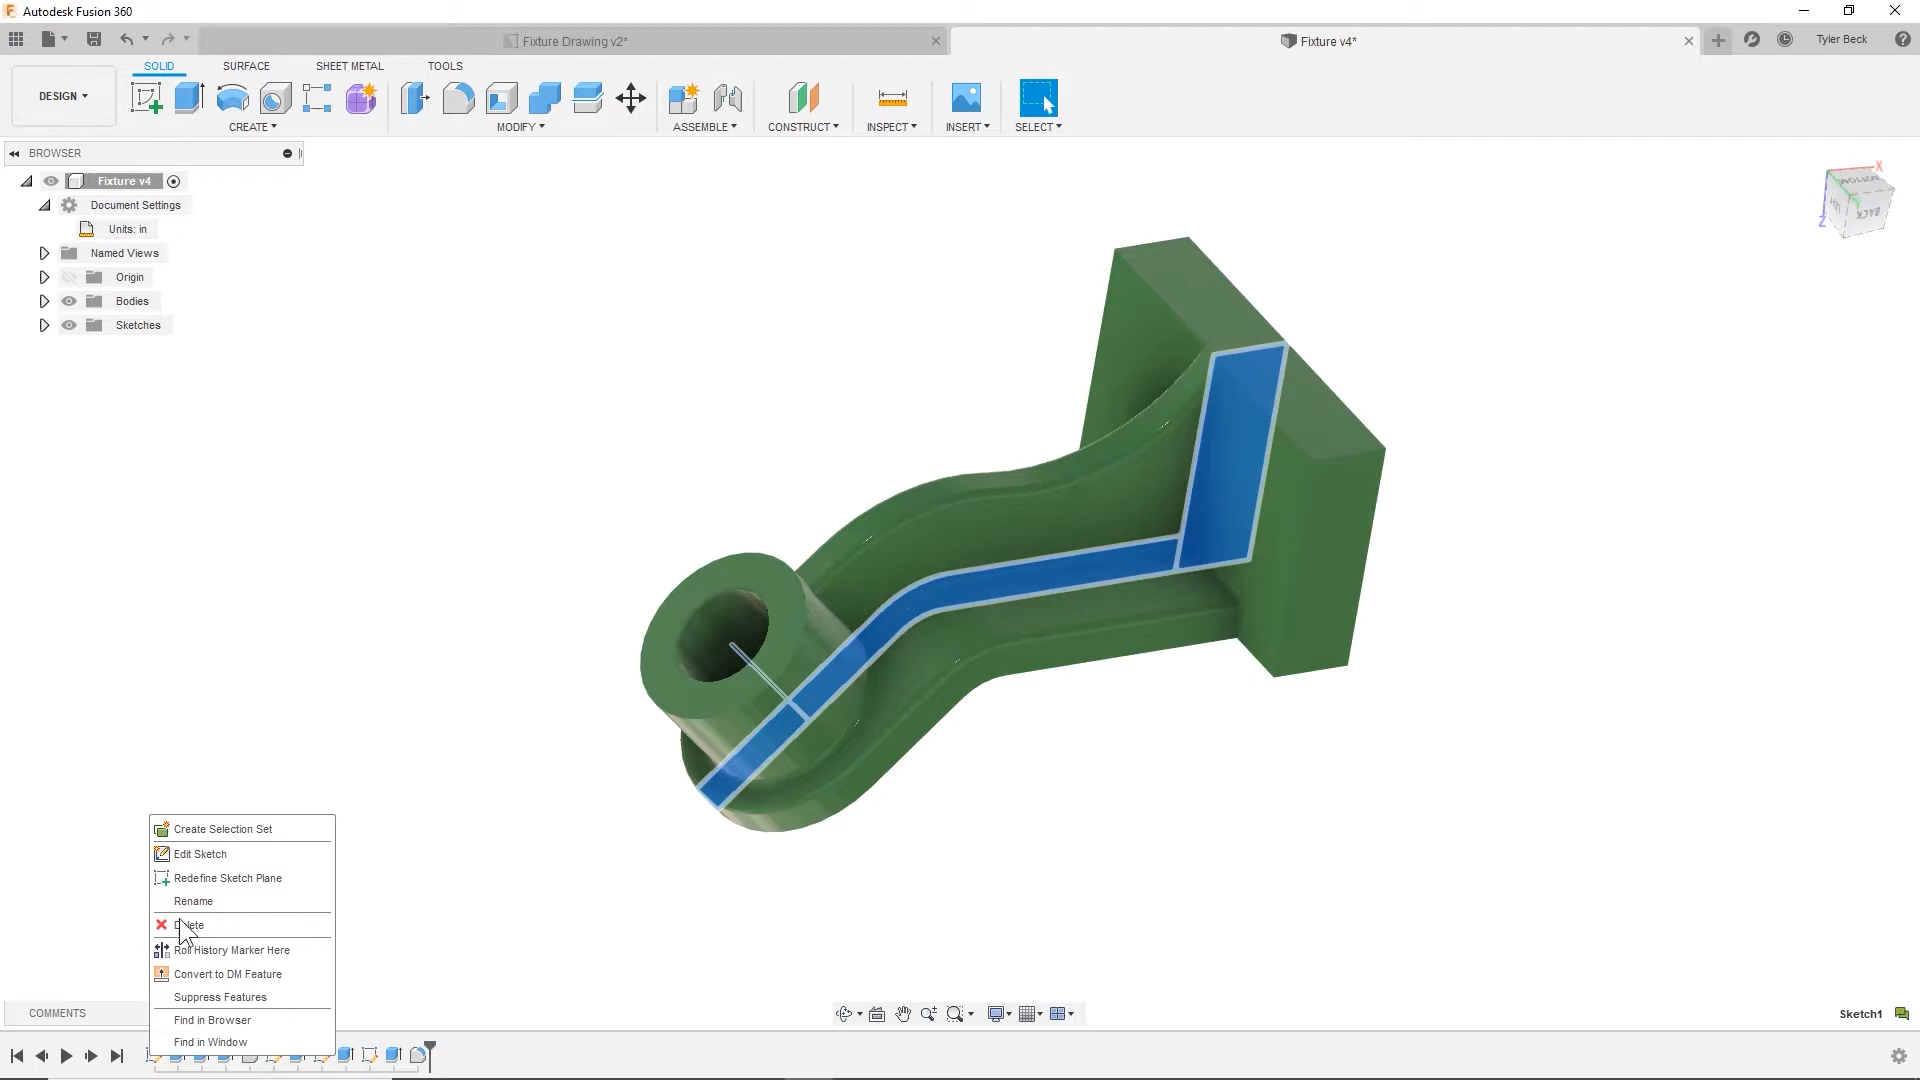 Autodesk Fusion 360
Fixture Drawing v2*
Fixture v4*
Tyler Beck
SOLID
SURFACE
SHEET METAL
TOOLS
DESIGN
CREATE
MODIFY
ASSEMBLE
CONSTRUCT
INSPECT
INSERT
SELECT
BROWSER
Fixture v4
Document Settings
Units: in
Named Views
Origin
Bodies
Sketches
X
Z
BOTTOM
BACK
Create Selection Set
Edit Sketch
Redefine Sketch Plane
Rename
Delete
Roll History Marker Here
Convert to DM Feature
Suppress Features
Find in Browser
Find in Window
COMMENTS
Sketch1